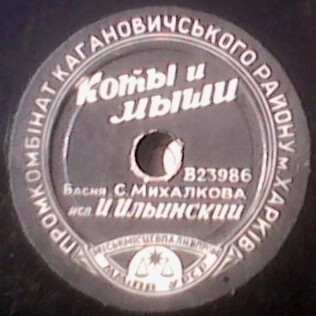 ПРОМКОМБІНАТ КАГАНОВИЧСЬКОГО РАЙОНУ м. ХАРКІВ
Коты и
мыши
В23986
Басня С. Михалкова
исп. И. Ильинский